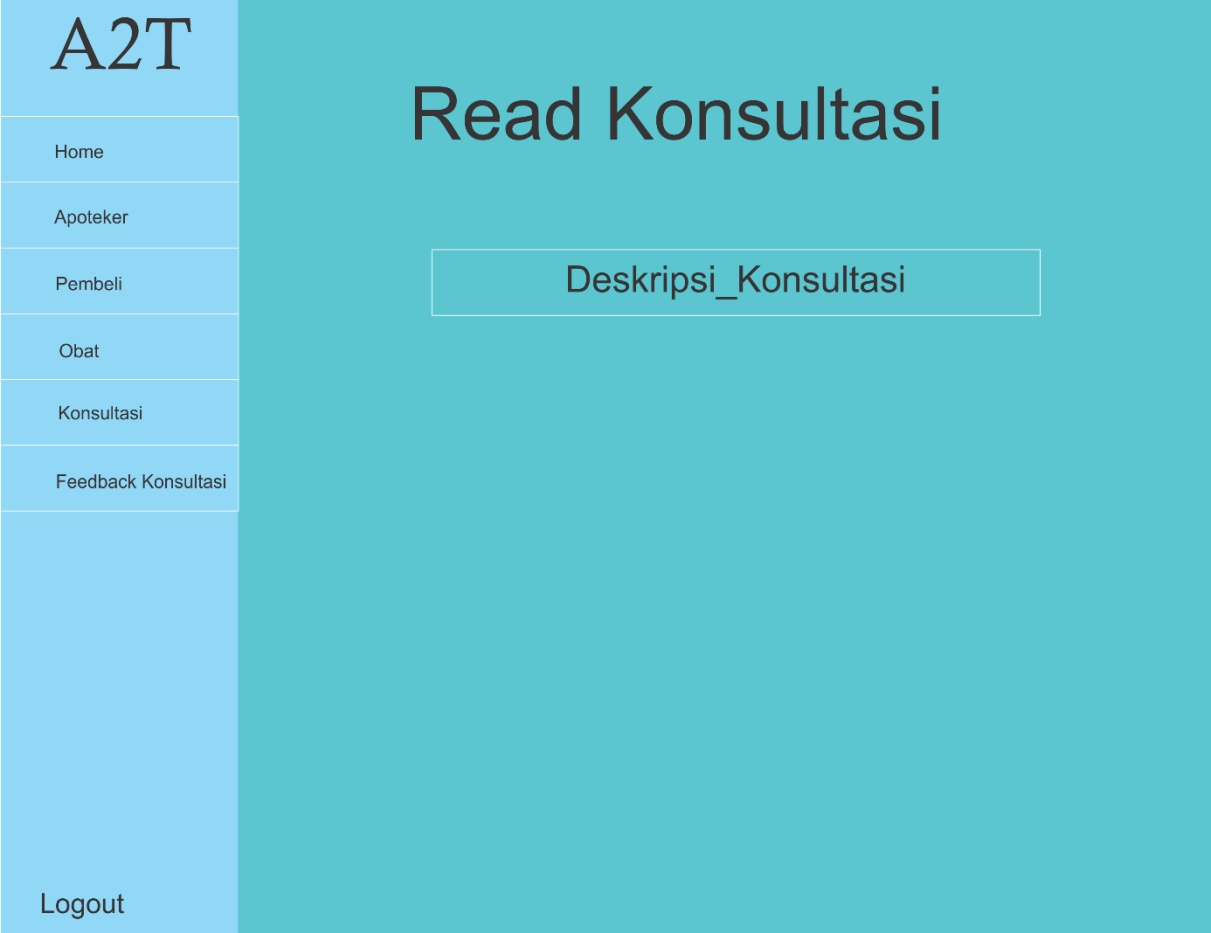 A2T
Home
Apoteker
Pembeli
Obat
Konsultasi
Feedback Konsultasi
Logout
Read Konsultasi
Deskripsi_Konsultasi